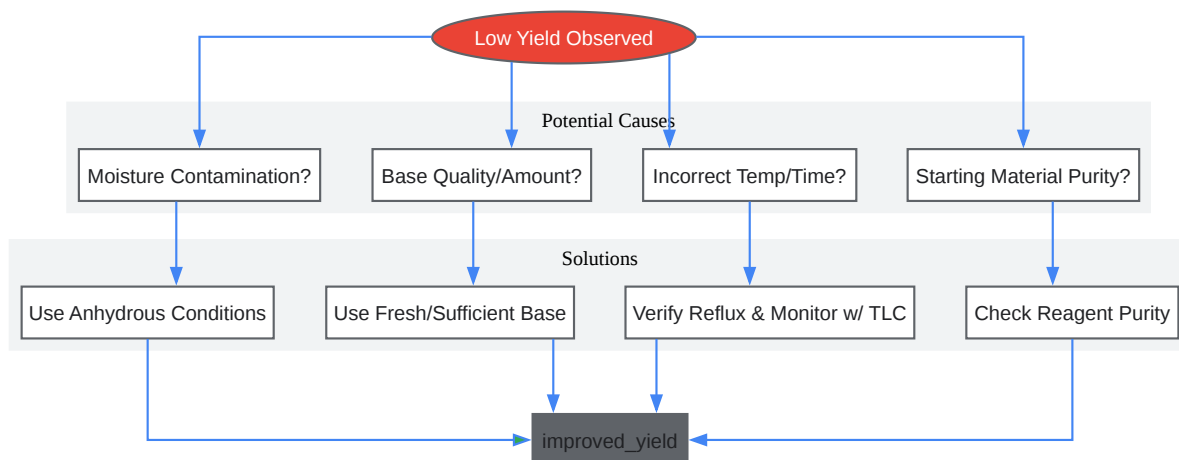 Low Yield Observed
Potential Causes
Moisture Contamination?
Base Quality/Amount?
Incorrect Temp/Time?
Starting Material Purity?
Solutions
Use Anhydrous Conditions
Use Fresh/Sufficient Base
Verify Reflux & Monitor w/ TLC
Check Reagent Purity
improved_yield